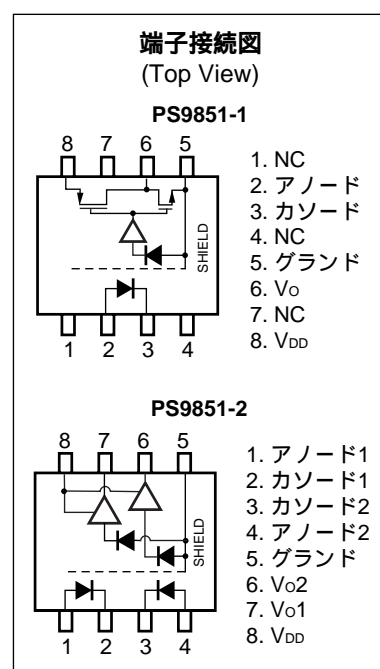 端子接続図
(Top View)
PS9851-1
8 7 6 5
SHIELD
1 2 3 4
1. NC
2. アノード
3. カソード
4. NC
5. グランド
6. VO
7. NC
8. VDD
PS9851-2
8 7 6 5
SHIELD
1 2 3 4
1. アノード1
2. カソード1
3. カソード2
4. アノード2
5. グランド
6. VO2
7. VO1
8. VDD